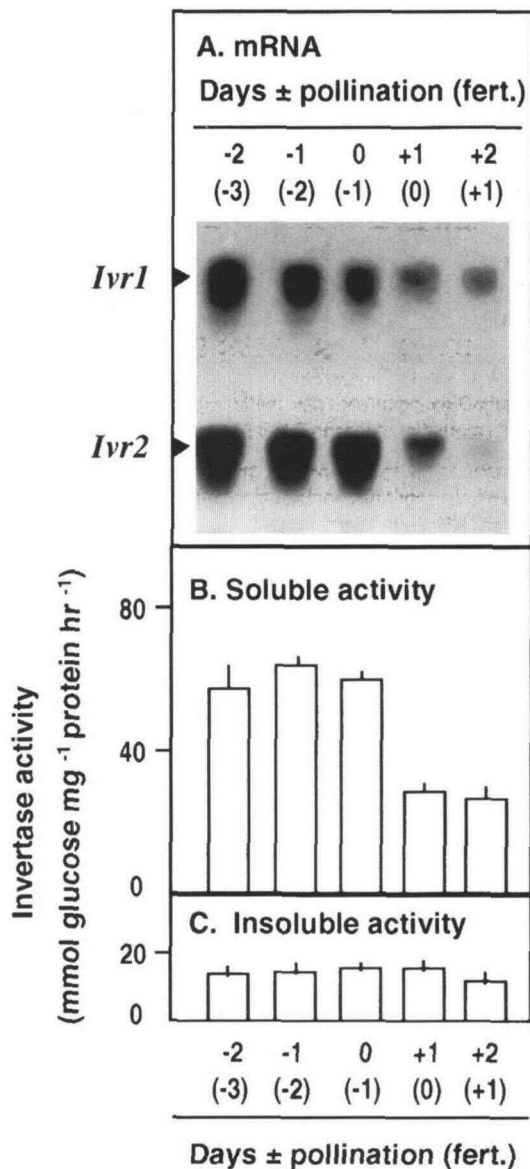 A. mRNA
Days ± pollination (fert.)
-2 -1 0 +1 +2
(-3) (-2) (-1) (0) (+1)
Ivr1
Ivr2
Invertase activity
(mmol glucose mg -1 protein hr -1)
B. Soluble activity
80
40
0
C. Insoluble activity
20
0
-2 -1 0 +1 +2
(-3) (-2) (-1) (0) (+1)
Days ± pollination (fert.)